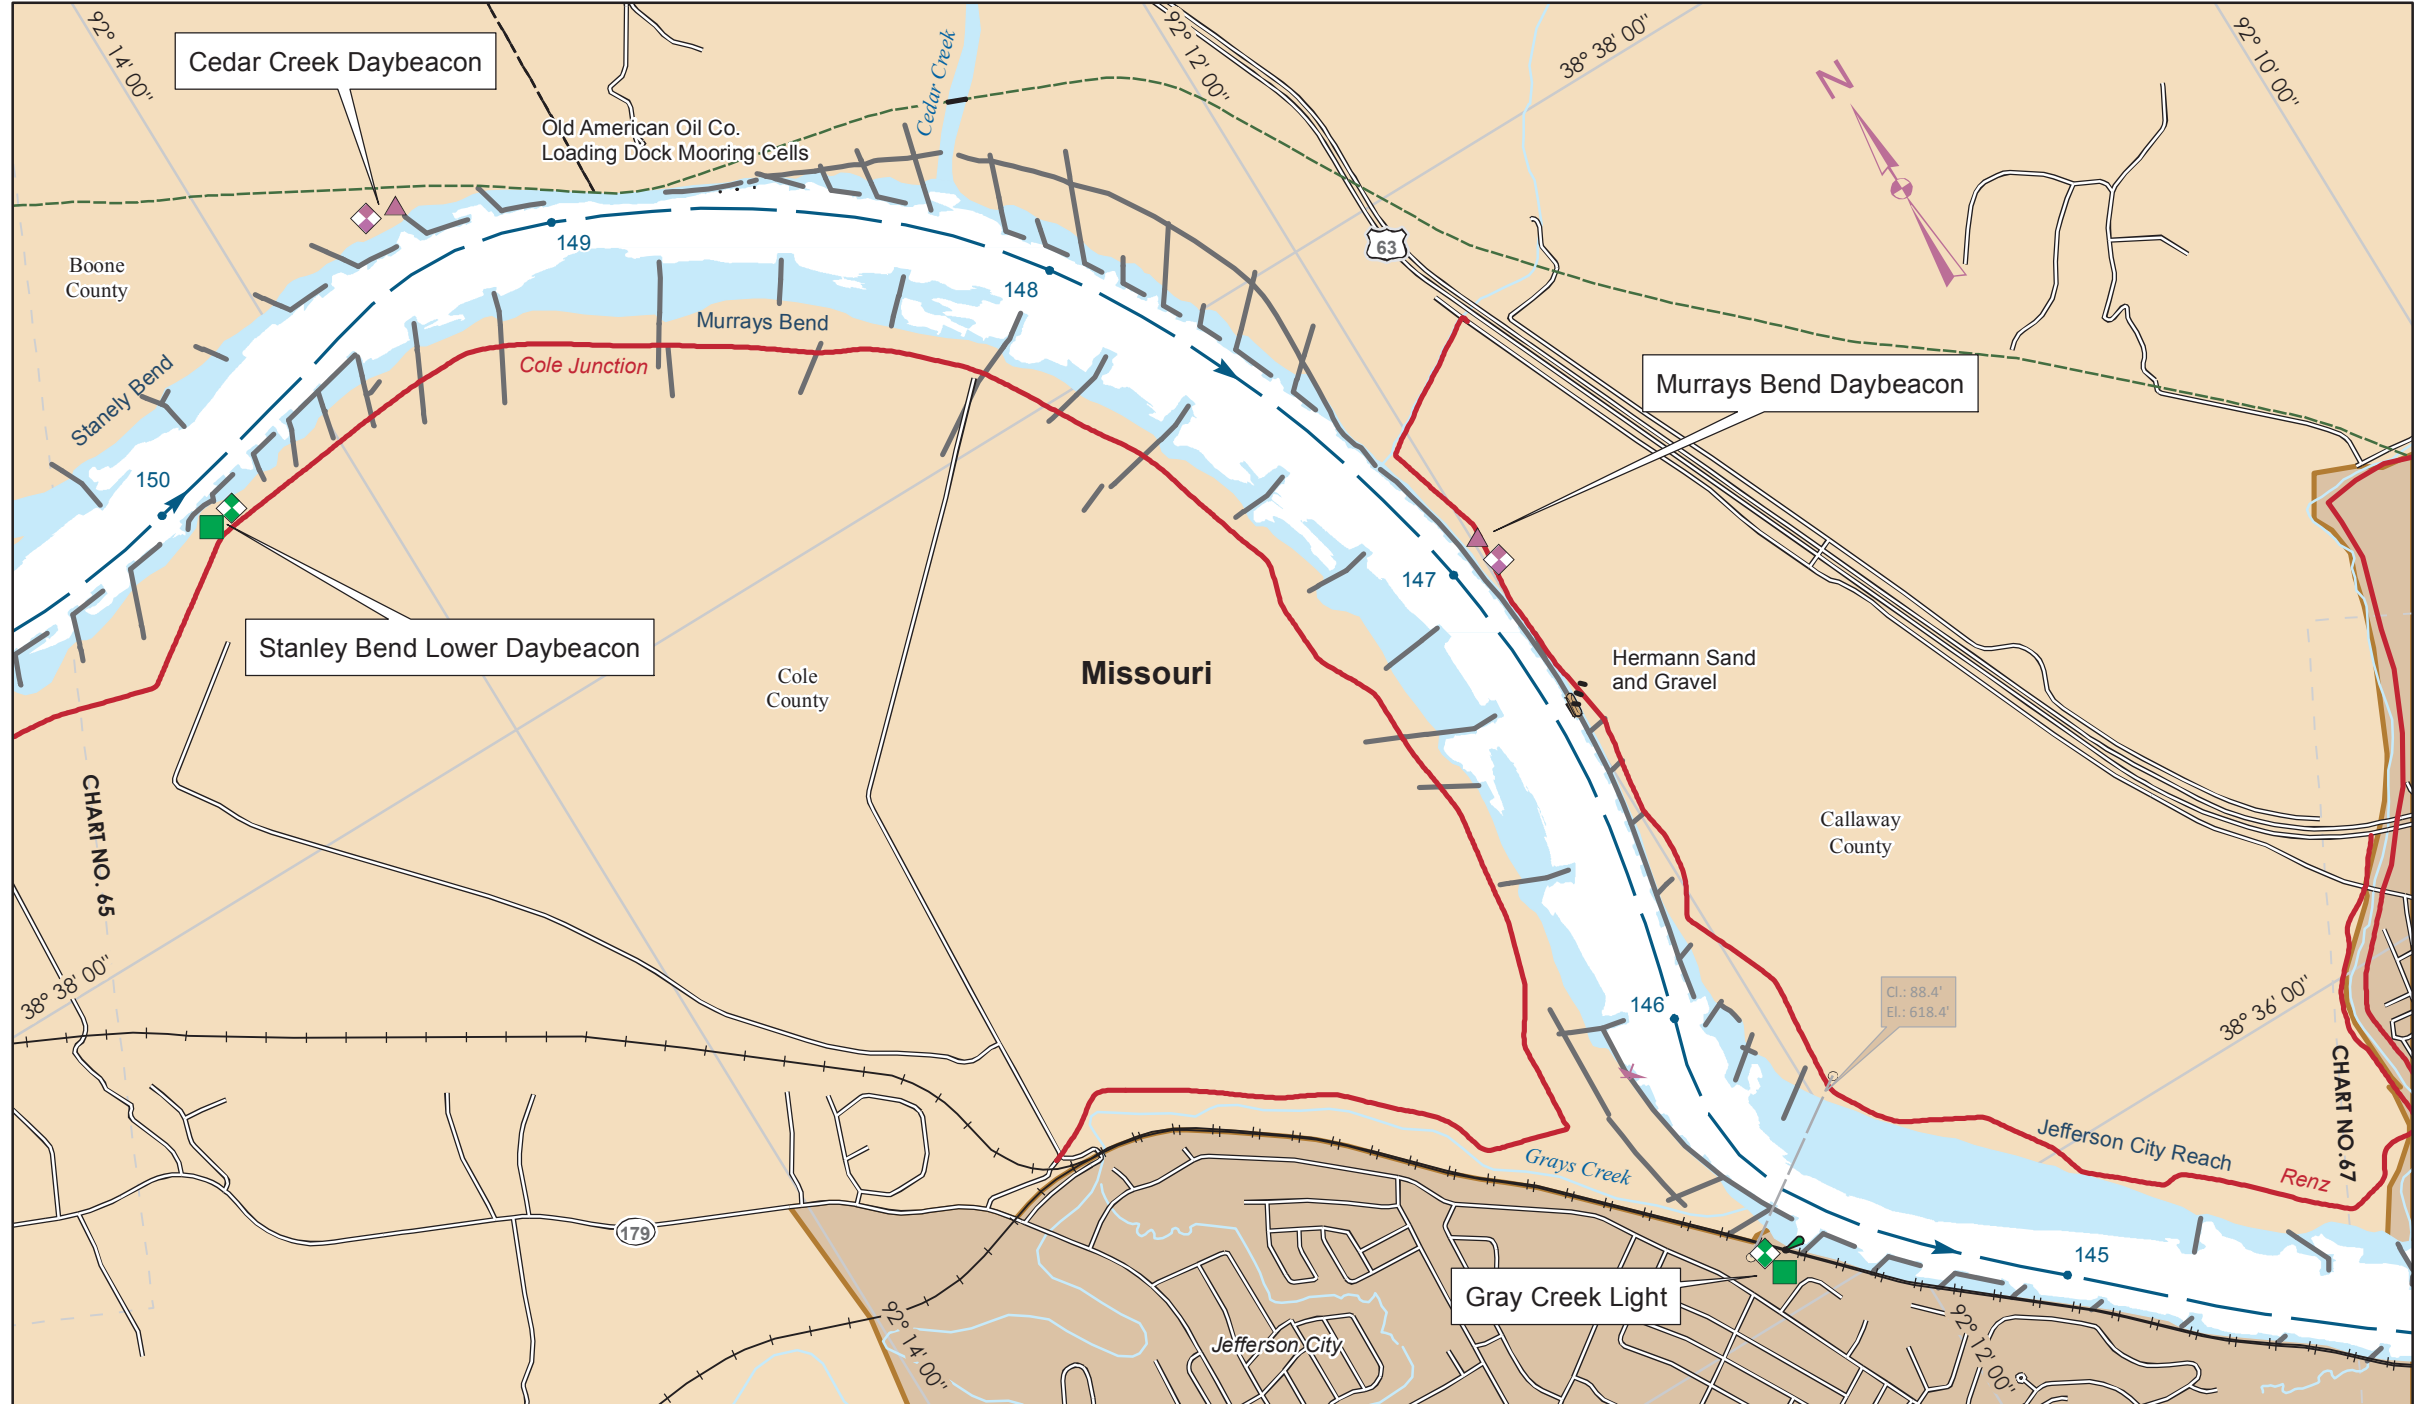 92° 14' 00"
Cedar Creek Daybeacon
Cedar Creek
92° 12' 00"
38° 38' 00"
92° 10' 00"
N
Old American Oil Co.
Loading Dock Mooring Cells
63
149
Boone
County
148
Murrays Bend
Cole Junction
Stanely Bend
Murrays Bend Daybeacon
150
147
Stanley Bend Lower Daybeacon
Cole
County
Missouri
Hermann Sand
and Gravel
CHART NO. 65
Callaway
County
38° 38' 00"
146
Cl.: 88.4'
El.: 618.4'
38° 36' 00"
CHART NO.67
Jefferson City Reach
Renz
Grays Creek
179
145
Gray Creek Light
Jefferson City
92° 14' 00"
92° 12' 00"